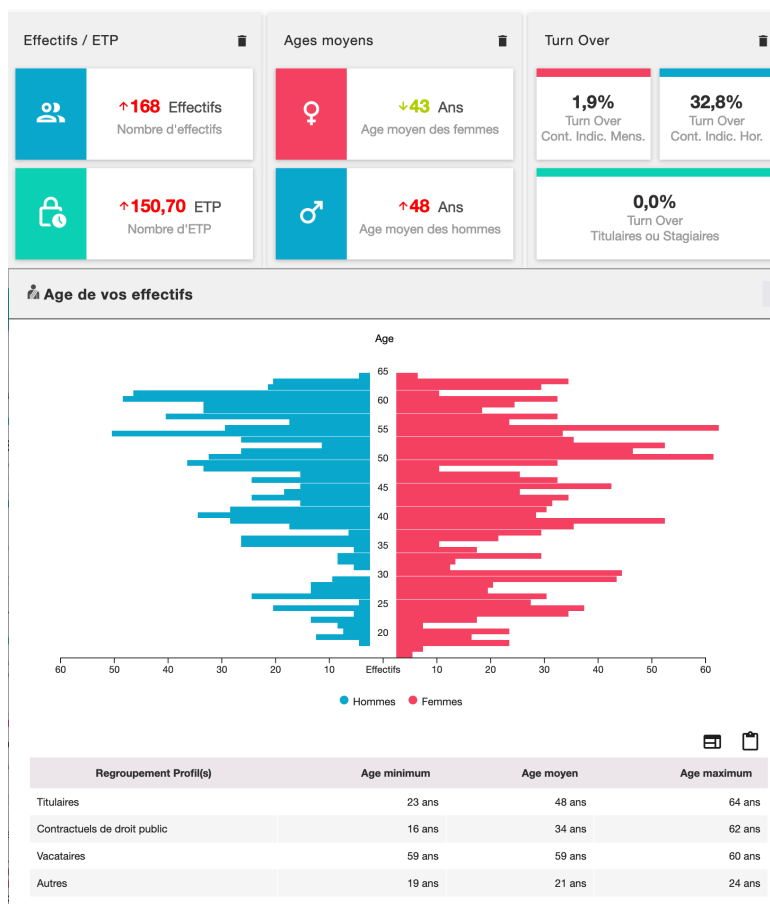 Effectifs / ETP
Ages moyens
Turn Over
↑168 Effectifs
Nombre d'effectifs
↓43 Ans
Age moyen des femmes
1,9%
Turn Over
Cont. Indic. Mens.
32,8%
Turn Over
Cont. Indic. Hor.
↑150,70 ETP
Nombre d'ETP
↑48 Ans
Age moyen des hommes
0,0%
Turn Over
Titulaires ou Stagiaires
Age de vos effectifs
Age
65
60
55
50
45
40
35
30
25
20
60 50 40 30 20 10 Effectifs 10 20 30 40 50 60
Hommes Femmes
Regroupement Profil(s) Age minimum Age moyen Age maximum
Titulaires 23 ans 48 ans 64 ans
Contractuels de droit public 16 ans 34 ans 62 ans
Vacataires 59 ans 59 ans 60 ans
Autres 19 ans 21 ans 24 ans